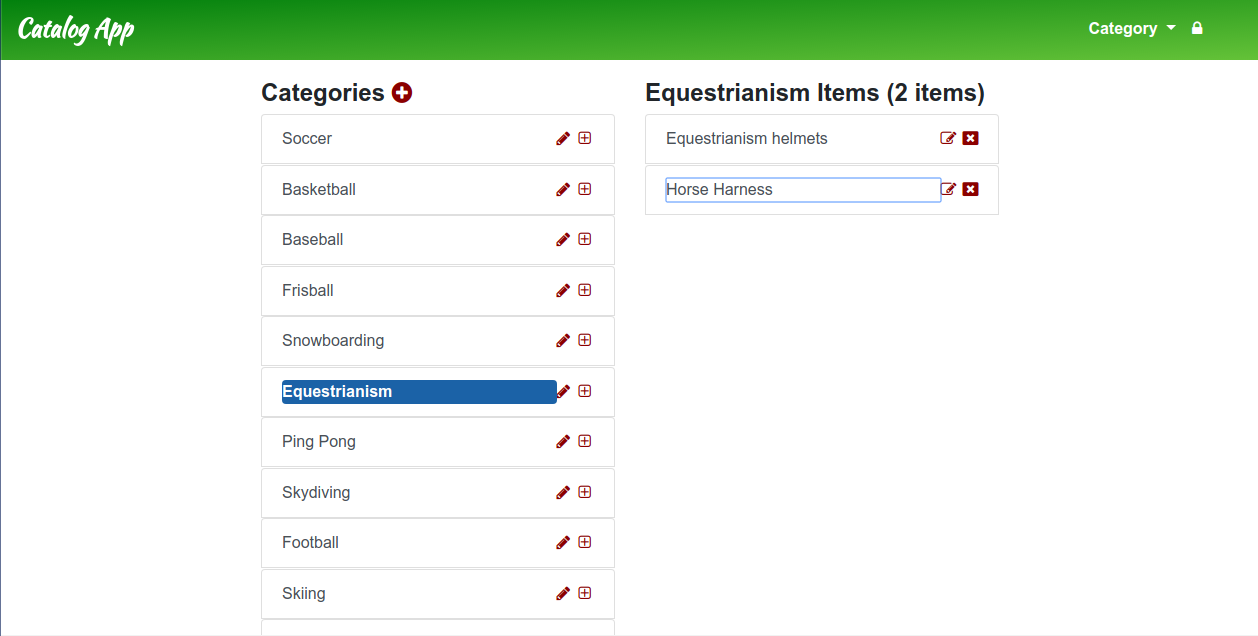 Catalog App
Category
Categories
Soccer
Basketball
Baseball
Frisball
Snowboarding
Equestrianism
Ping Pong
Skydiving
Football
Skiing
Equestrianism Items (2 items)
Equestrianism helmets
Horse Harness